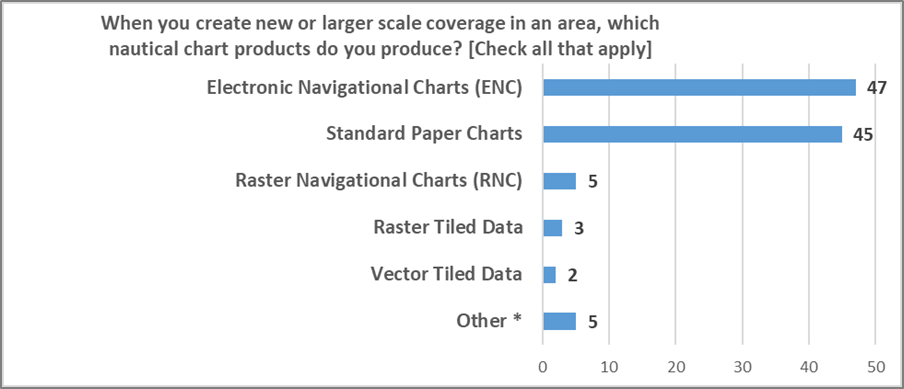 When you create new or larger scale coverage in an area, which
nautical chart products do you produce? [Check all that apply]
Electronic Navigational Charts (ENC) 47
Standard Paper Charts 45
Raster Navigational Charts (RNC) 5
Raster Tiled Data 3
Vector Tiled Data 2
Other * 5
0 10 20 30 40 50